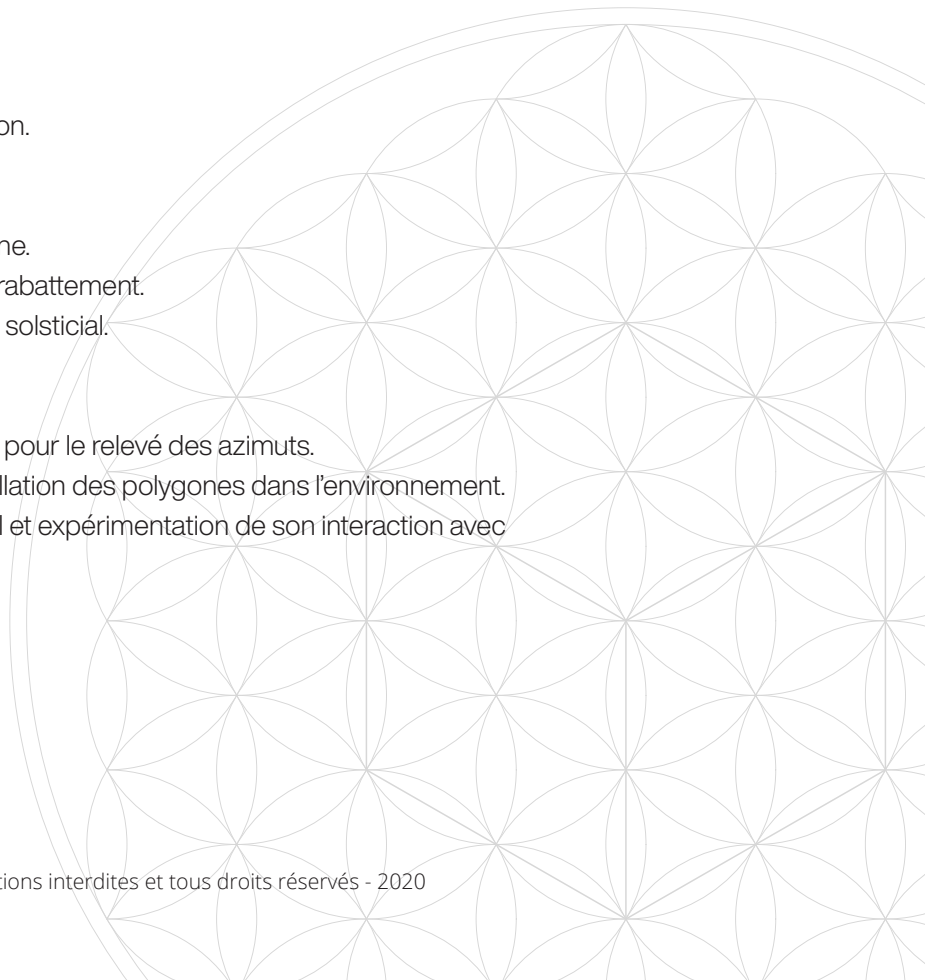 on.
ne.
rabattement.
solsticial.
pour le relevé des azimuts.
llation des polygones dans l’environnement.
et expérimentation de son interaction avec
tions interdites et tous droits réservés - 2020